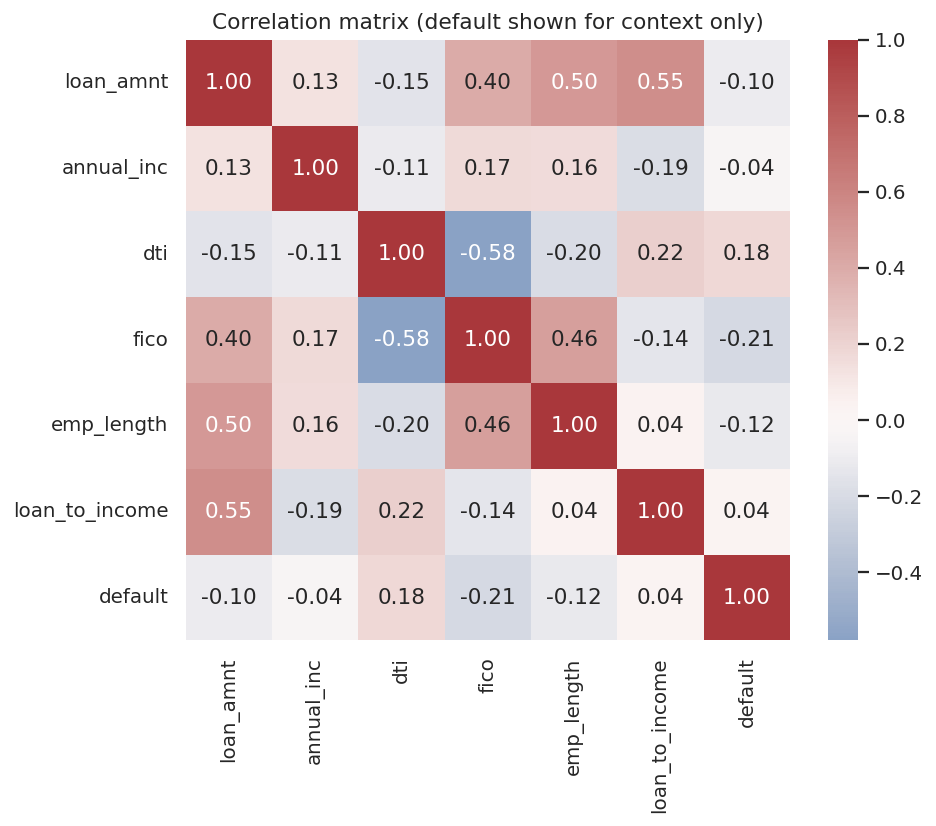 Correlation matrix (default shown for context only)
loan_amnt 1.00 0.13 -0.15 0.40 0.50 0.55 -0.10
annual_inc 0.13 1.00 -0.11 0.17 0.16 -0.19 -0.04
dti -0.15 -0.11 1.00 -0.58 -0.20 0.22 0.18
fico 0.40 0.17 -0.58 1.00 0.46 -0.14 -0.21
emp_length 0.50 0.16 -0.20 0.46 1.00 0.04 -0.12
loan_to_income 0.55 -0.19 0.22 -0.14 0.04 1.00 0.04
default -0.10 -0.04 0.18 -0.21 -0.12 0.04 1.00
loan_amnt
annual_inc
dti
fico
emp_length
loan_to_income
default
1.0
0.8
0.6
0.4
0.2
0.0
−0.2
−0.4